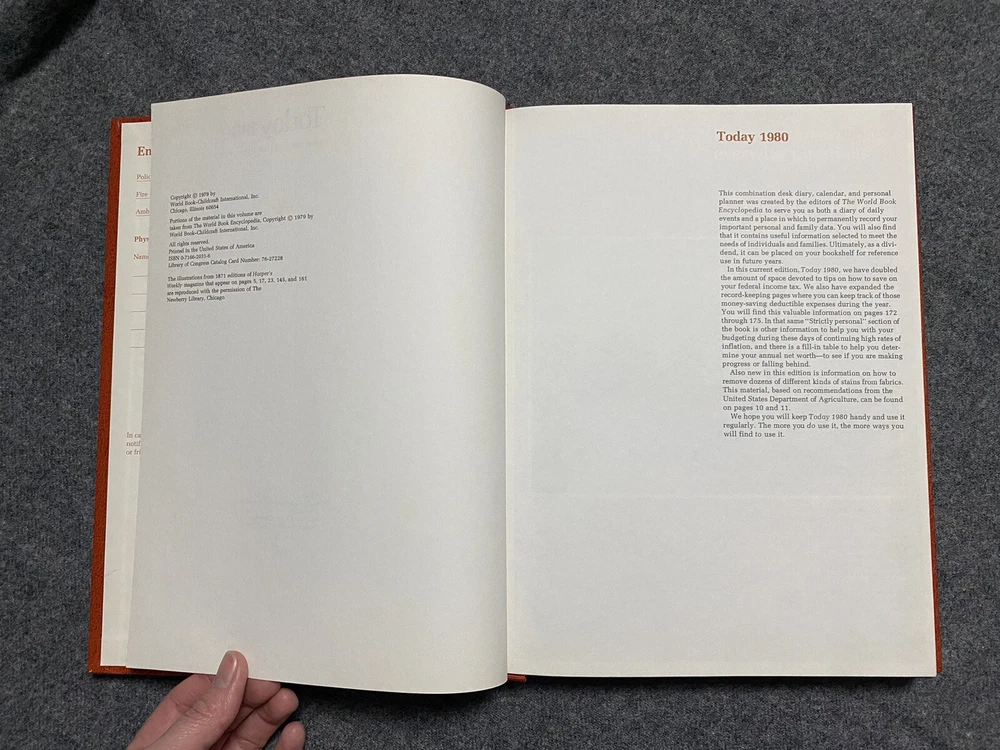 En
Polic
Fire
Amb
Phys
Nam
In ca
notif
or fri
Copyright © 1979 by
World Book-Childcraft International, Inc.
Chicago, Illinois 60654
Portions of the material in this volume are
taken from The World Book Encyclopedia, Copyright © 1979 by
World Book-Childcraft International, Inc.
All rights reserved.
Printed in the United States of America
ISBN 0-7166-2035-6
Library of Congress Catalog Card Number: 76-27228
The illustrations from 1871 editions of Harper's
Weekly magazine that appear on pages 5, 17, 23, 145, and 161
are reproduced with the permission of The
Newberry Library, Chicago
Today 1980
This combination desk diary, calendar, and personal
planner was created by the editors of The World Book
Encyclopedia to serve you as both a diary of daily
events and a place in which to permanently record your
important personal and family data. You will also find
that it contains useful information selected to meet the
needs of individuals and families. Ultimately, as a divi-
dend, it can be placed on your bookshelf for reference
use in future years.
In this current edition, Today 1980, we have doubled
the amount of space devoted to tips on how to save on
your federal income tax. We also have expanded the
record-keeping pages where you can keep track of those
money-saving deductible expenses during the year.
You will find this valuable information on pages 172
through 175. In that same "Strictly personal" section of
the book is other information to help you with your
budgeting during these days of continuing high rates of
inflation, and there is a fill-in table to help you deter-
mine your annual net worth—to see if you are making
progress or falling behind.
Also new in this edition is information on how to
remove dozens of different kinds of stains from fabrics.
This material, based on recommendations from the
United States Department of Agriculture, can be found
on pages 10 and 11.
We hope you will keep Today 1980 handy and use it
regularly. The more you do use it, the more ways you
will find to use it.